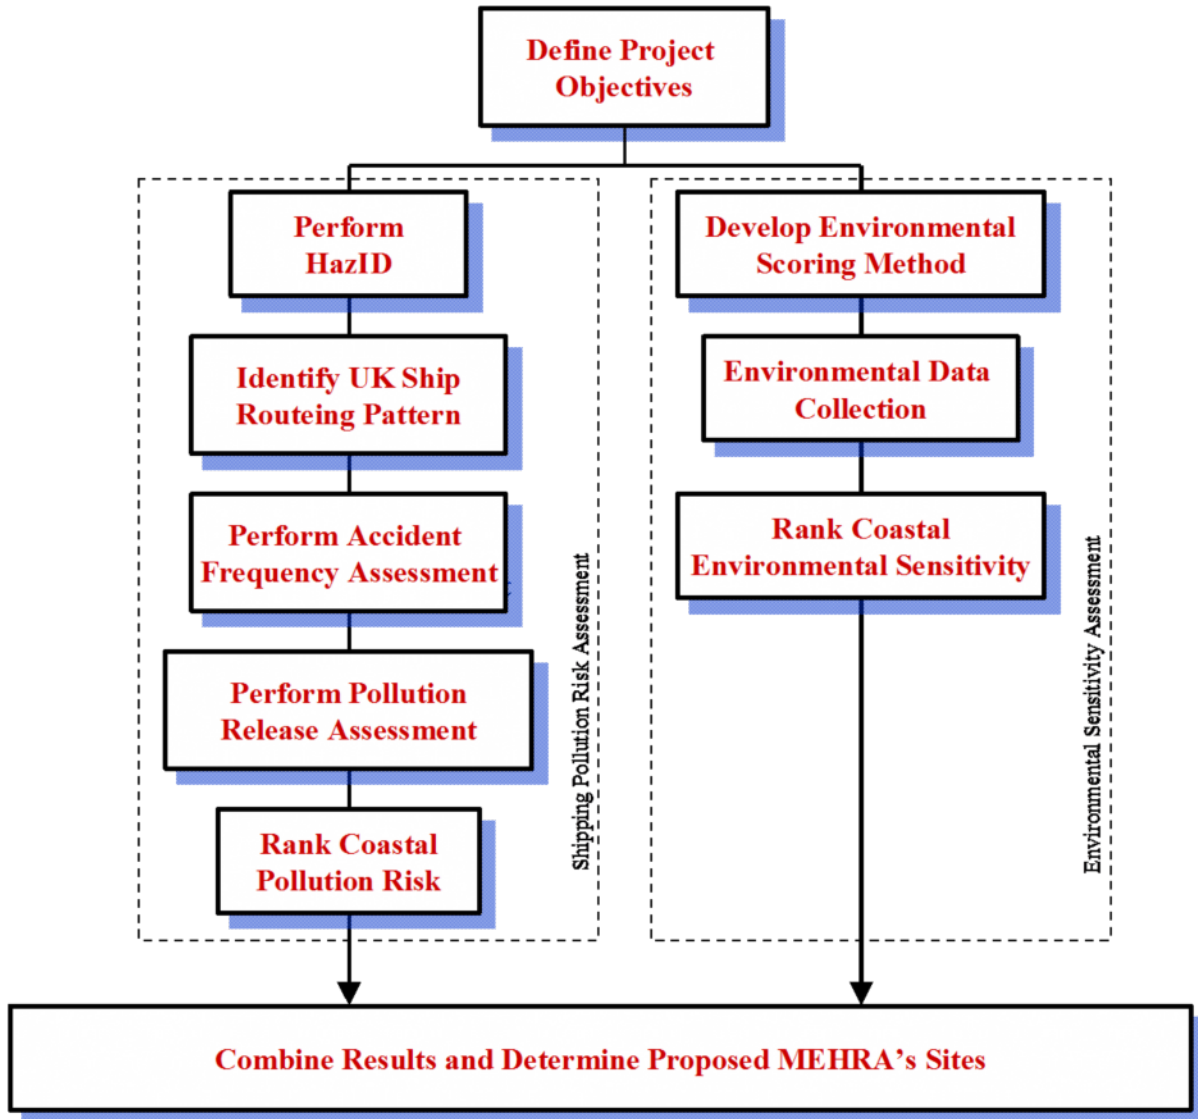 Define Project
Objectives
Perform
HazID
Identify UK Ship
Routeing Pattern
Perform Accident
Frequency Assessment
Perform Pollution
Release Assessment
Rank Coastal
Pollution Risk
Shipping Pollution Risk Assessment
Develop Environmental
Scoring Method
Environmental Data
Collection
Rank Coastal
Environmental Sensitivity
Environmental Sensitivity Assessment
Combine Results and Determine Proposed MEHRA’s Sites